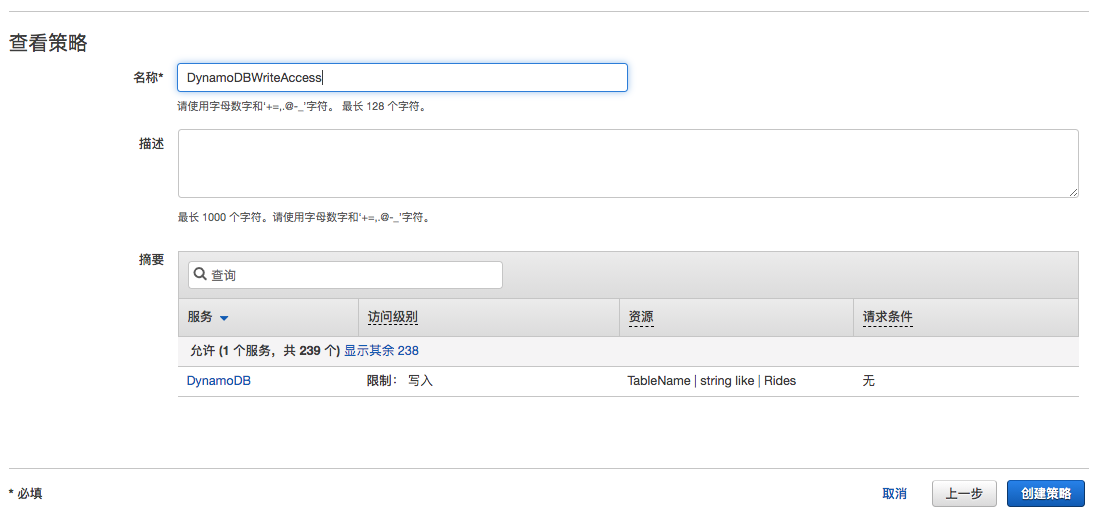 查看策略
名称* DynamoDBWriteAccess
请使用字母数字和‘+=,.@-_’字符。 最长 128 个字符。
描述
最长 1000 个字符。请使用字母数字和‘+=,.@-_’字符。
摘要 查询
服务 访问级别 资源 请求条件
允许 (1 个服务，共 239 个) 显示其余 238
DynamoDB 限制： 写入 TableName | string like | Rides 无
* 必填 取消 上一步 创建策略